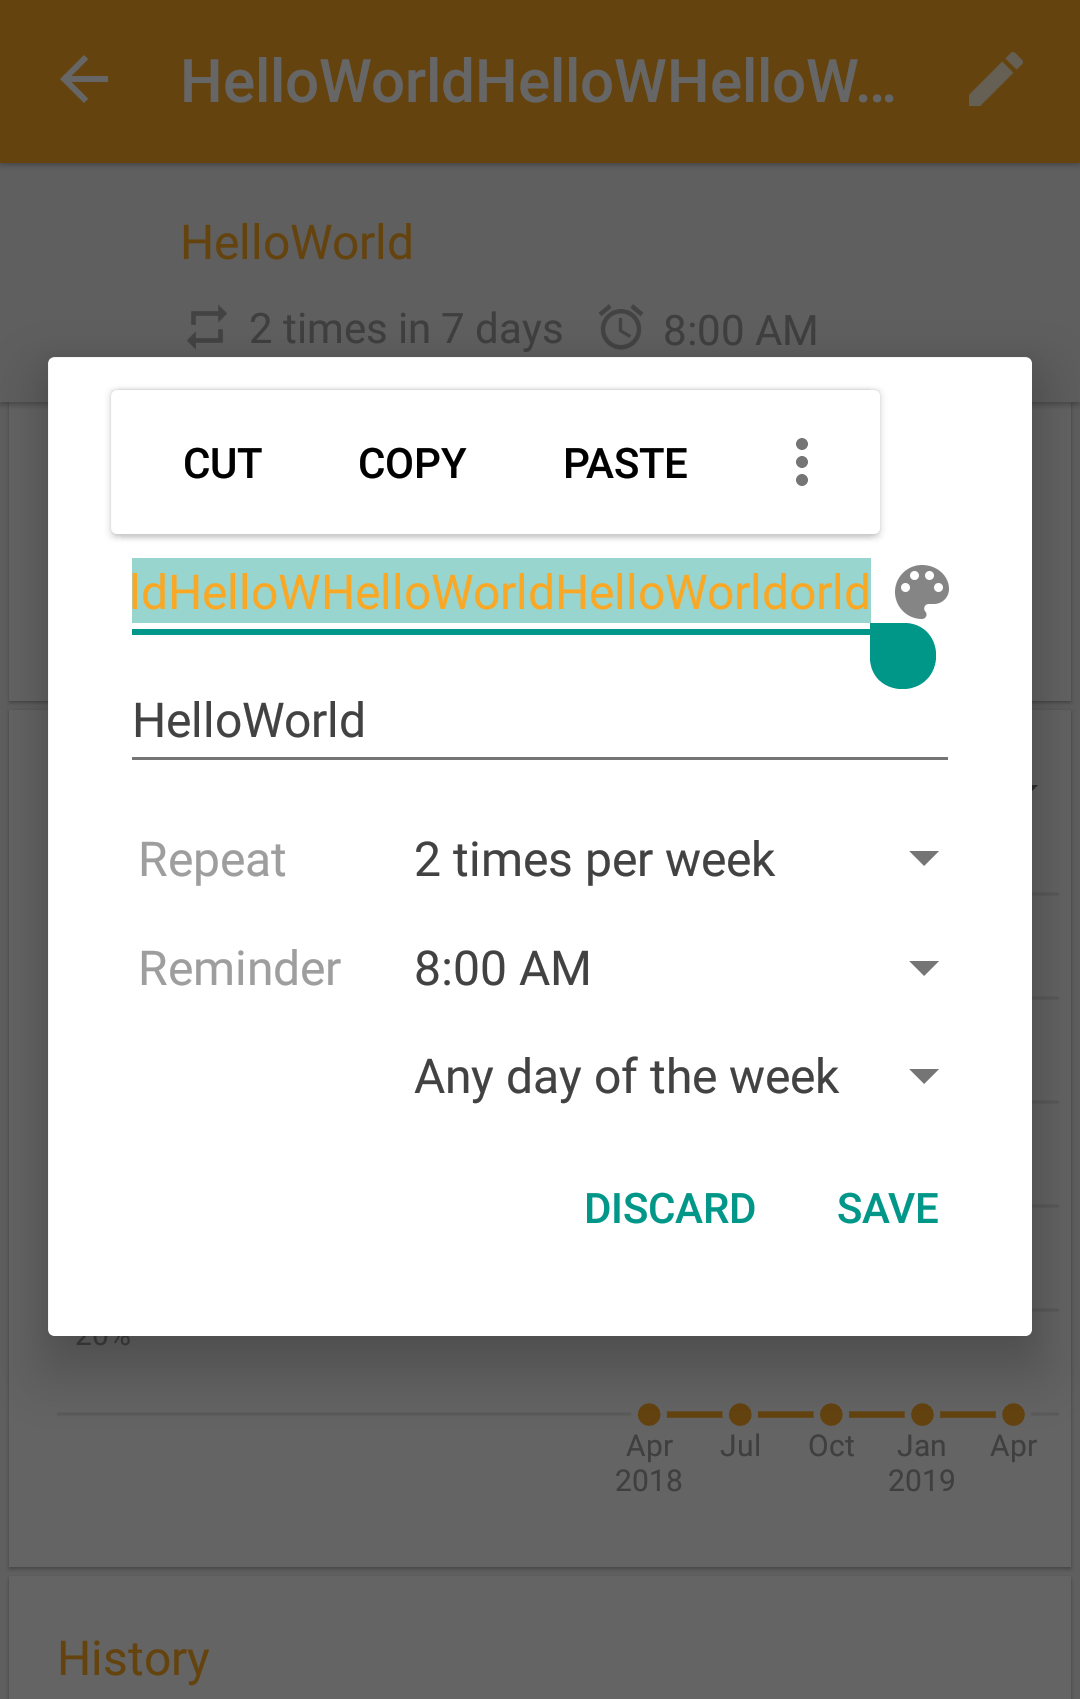 HelloWorldHelloWHelloW...
HelloWorld
2 times in 7 days 8:00 AM
CUT COPY PASTE
ldHelloWHelloWorldHelloWorldorld
HelloWorld
Repeat 2 times per week
Reminder 8:00 AM
Any day of the week
DISCARD SAVE
20%
Apr Jul Oct Jan Apr
2018 2019
History